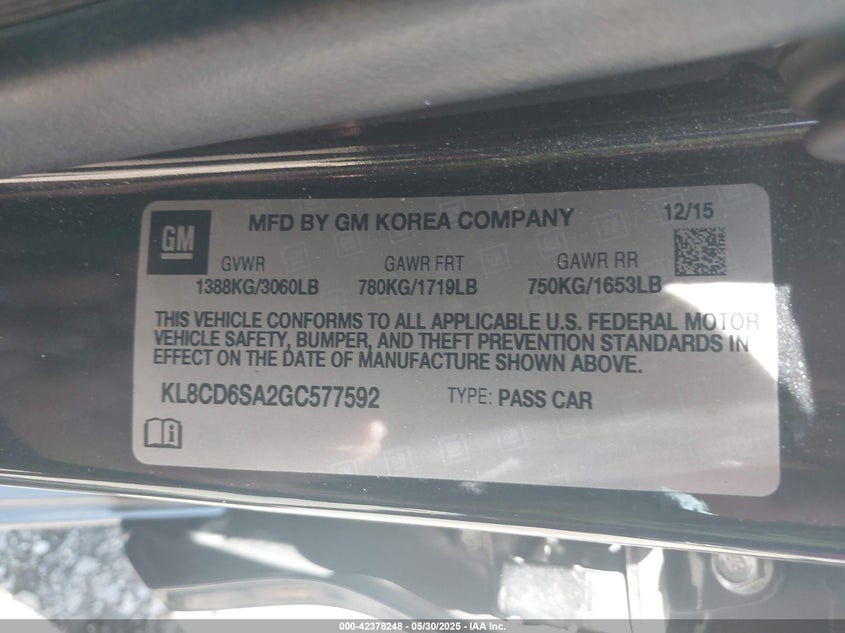 GM
MFD BY GM KOREA COMPANY
12/15
GVWR
GAWR FRT
GAWR RR
1388KG/3060LB
780KG/1719LB
750KG/1653LB
THIS VEHICLE CONFORMS TO ALL APPLICABLE U.S. FEDERAL MOTOR
VEHICLE SAFETY, BUMPER, AND THEFT PREVENTION STANDARDS IN
EFFECT ON THE DATE OF MANUFACTURE SHOWN ABOVE.
KL8CD6SA2GC577592
TYPE: PASS CAR
000-42378248 - 05/30/2025 - IAA Inc.